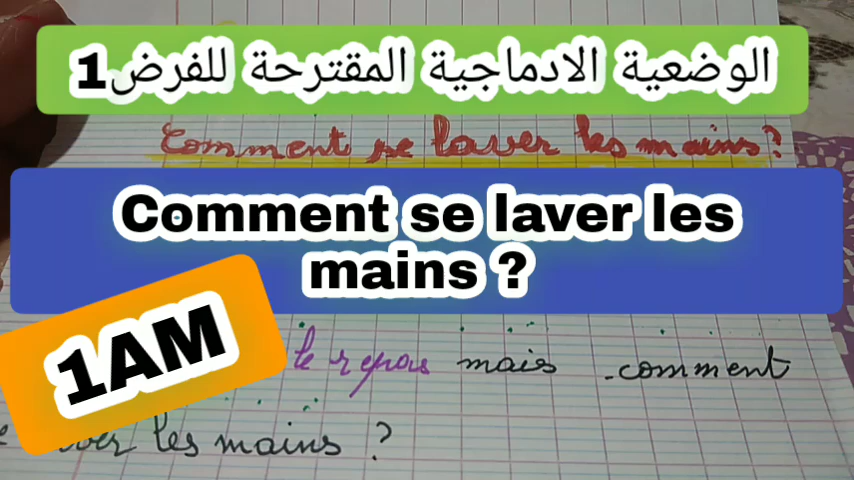 الوضعية الادماجية المقترحة للفرض1
Comment se laver les mains?
Comment se laver les
mains ?
1AM
le repas mais comment
les mains ?